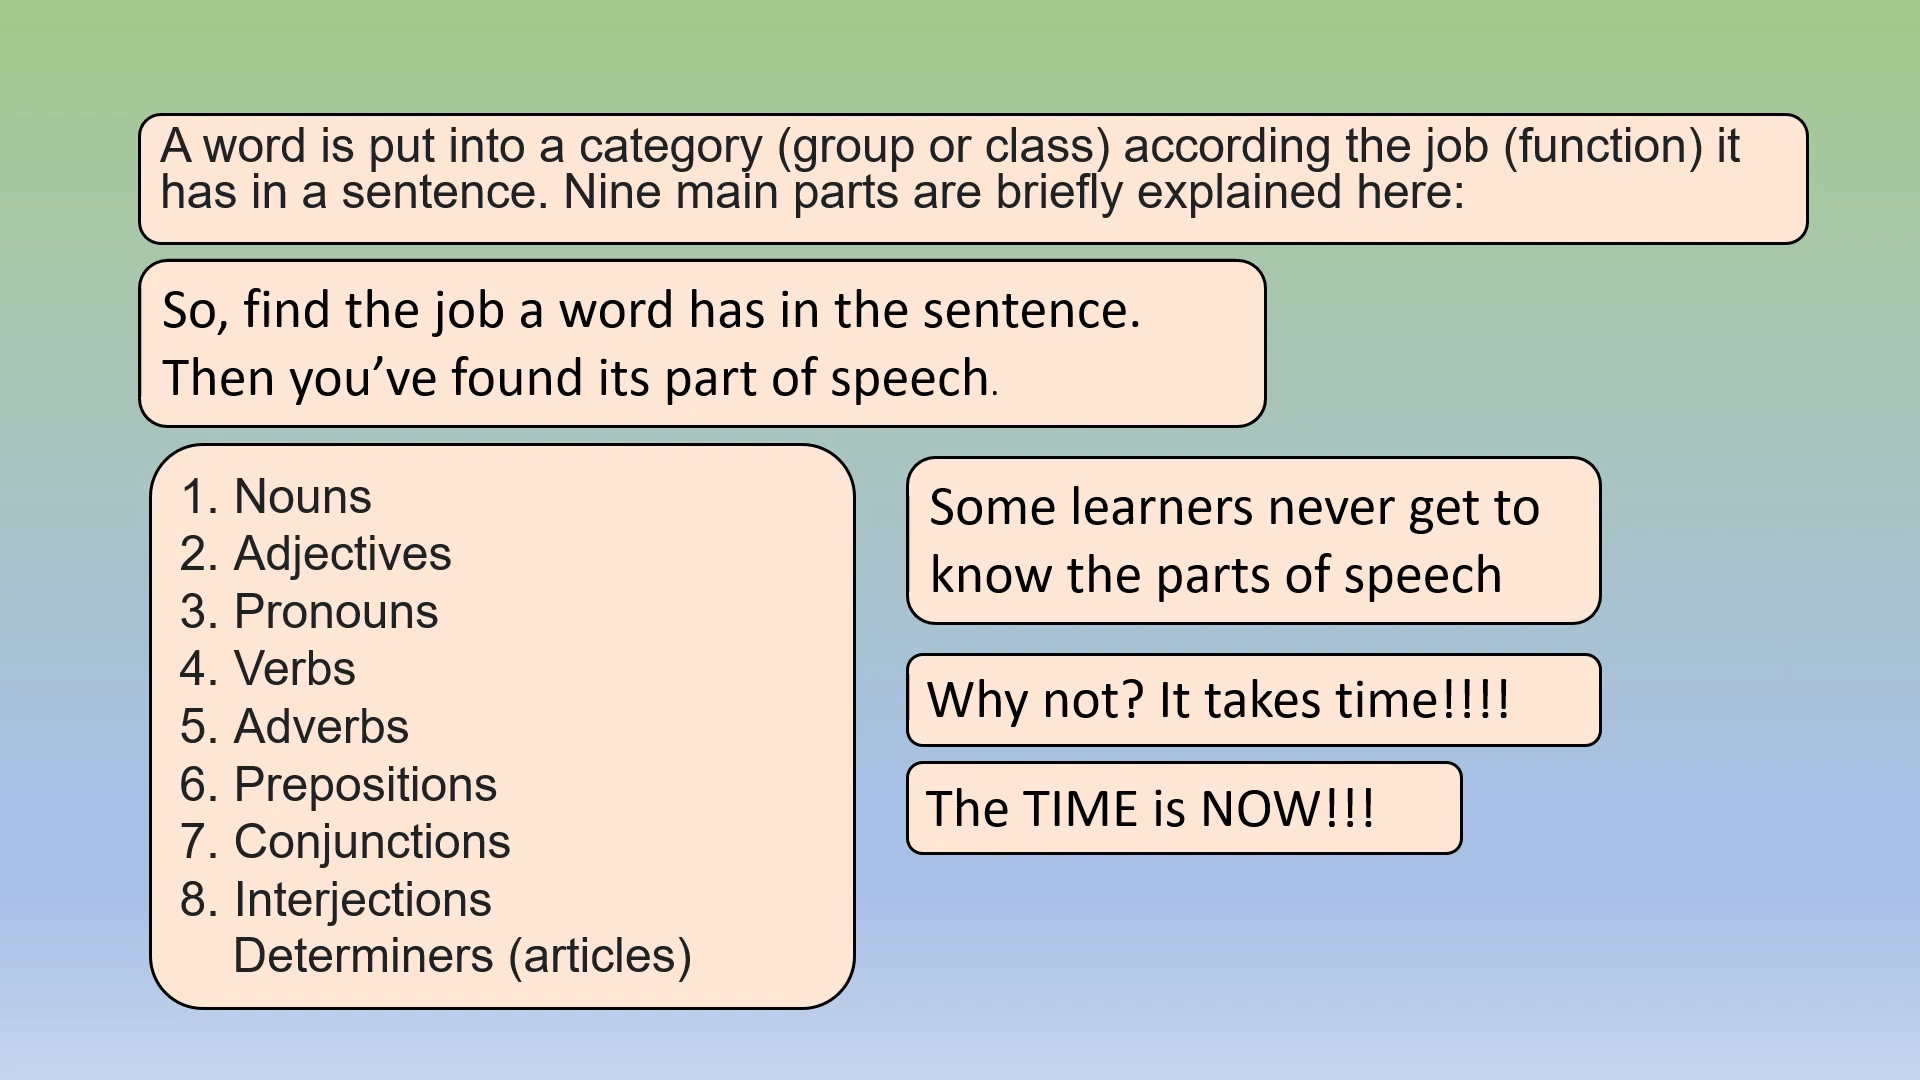 A word is put into a category (group or class) according the job (function) it
has in a sentence. Nine main parts are briefly explained here:
So, find the job a word has in the sentence.
Then you’ve found its part of speech.
1. Nouns
2. Adjectives
3. Pronouns
4. Verbs
5. Adverbs
6. Prepositions
7. Conjunctions
8. Interjections
Determiners (articles)
Some learners never get to
know the parts of speech
Why not? It takes time!!!!
The TIME is NOW!!!